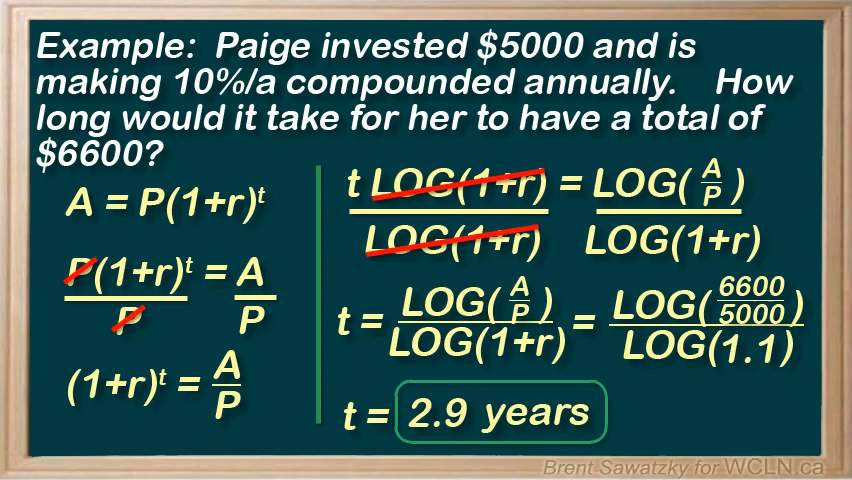 Example: Paige invested $5000 and is
making 10%/a compounded annually. How
long would it take for her to have a total of
$6600?
A = P(1+r)ᵗ
P(1+r)ᵗ = A
P P
(1+r)ᵗ = A/P
t LOG(1+r) = LOG(A/P)
LOG(1+r) LOG(1+r)
t = LOG(A/P)/LOG(1+r) = LOG(6600/5000)/LOG(1.1)
t = 2.9 years
Brent Sawatzky for WCLN.ca